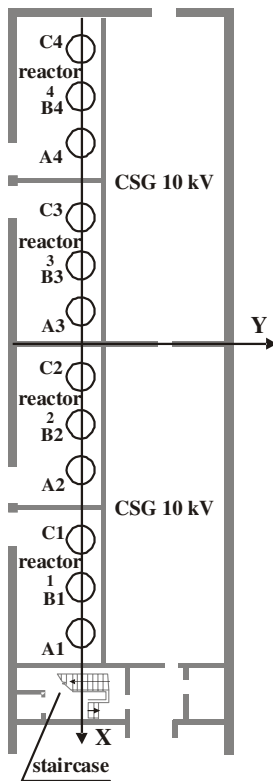 C4
reactor
4
B4
A4
CSG 10 kV
C3
reactor
3
B3
A3
Y
C2
reactor
2
B2
A2
CSG 10 kV
C1
reactor
1
B1
A1
X
staircase